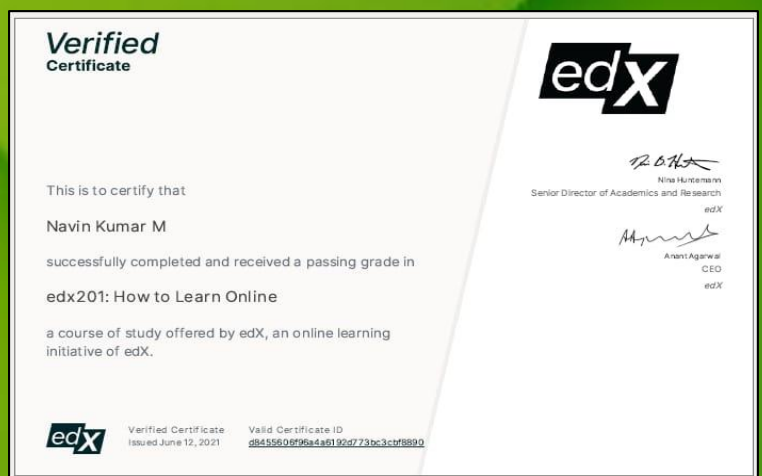 Verified
Certificate
edX
This is to certify that
Navin Kumar M
successfully completed and received a passing grade in
edx201: How to Learn Online
a course of study offered by edX, an online learning
initiative of edX.
Nina Huntemann
Senior Director of Academics and Research
edX
Anant Agarwal
CEO
edX
edX
Verified Certificate
Issued June 12, 2021
Valid Certificate ID
d8455606f96a4a6192d773bc3cbf8890